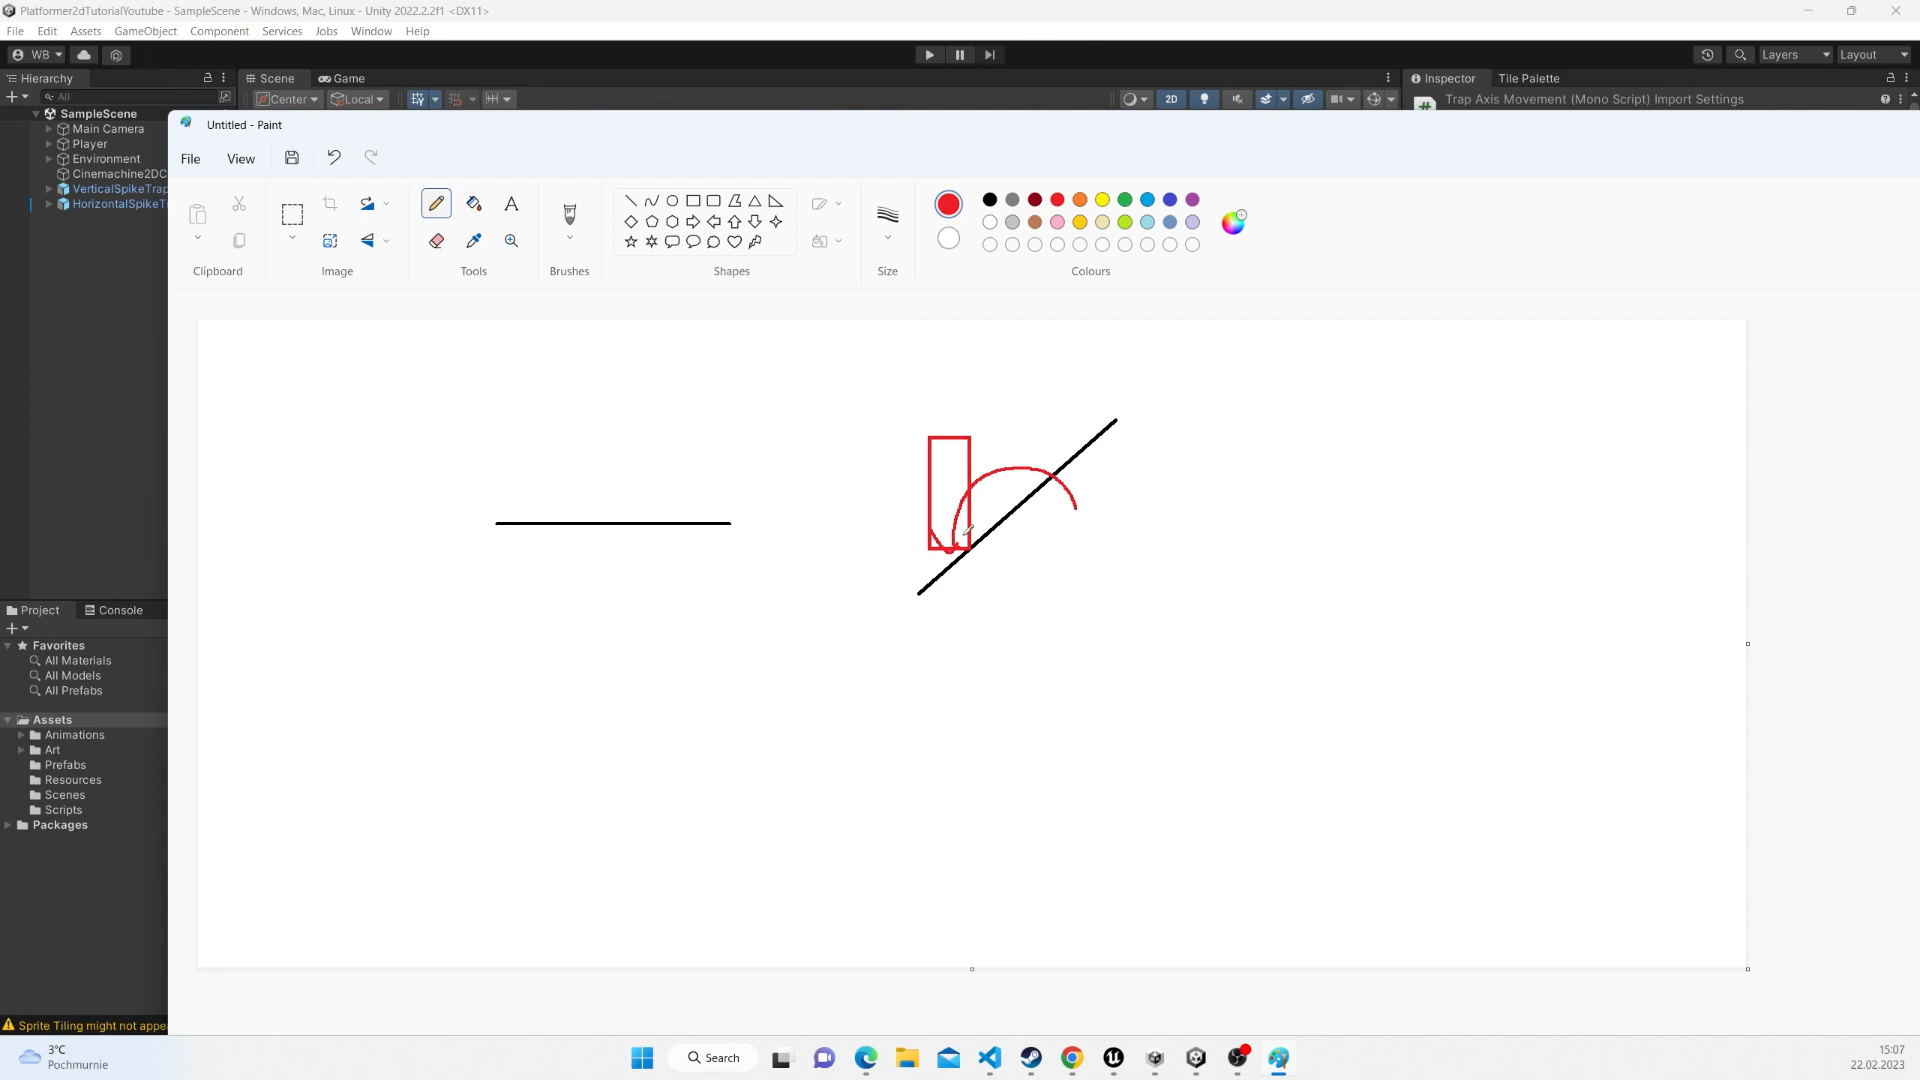 Platformer2dTutorialYoutube - SampleScene - Windows, Mac, Linux - Unity 2022.2.2f1 <DX11>
File Edit Assets GameObject Component Services Jobs Window Help
WB Layers Layout
Hierarchy Scene Game Inspector Tile Palette
All Center Local 2D Trap Axis Movement (Mono Script) Import Settings
SampleScene
Main Camera
Player
Environment
Cinemachine2DC
VerticalSpikeTrap
HorizontalSpikeT
Untitled - Paint
File View
Clipboard Image Tools Brushes Shapes Size Colours
Project Console
Favorites
All Materials
All Models
All Prefabs
Assets
Animations
Art
Prefabs
Resources
Scenes
Scripts
Packages
Sprite Tiling might not appe
3°C
Pochmurnie
Search
15:07
22.02.2023